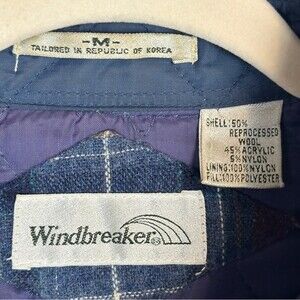 -M-
TAILORED IN REPUBLIC OF KOREA
SHELL:50%
REPROCESSED
WOOL
45%ACRYLIC
5%NYLON
LINING:100%NYLON
FILL:100%POLYESTER
Windbreaker®